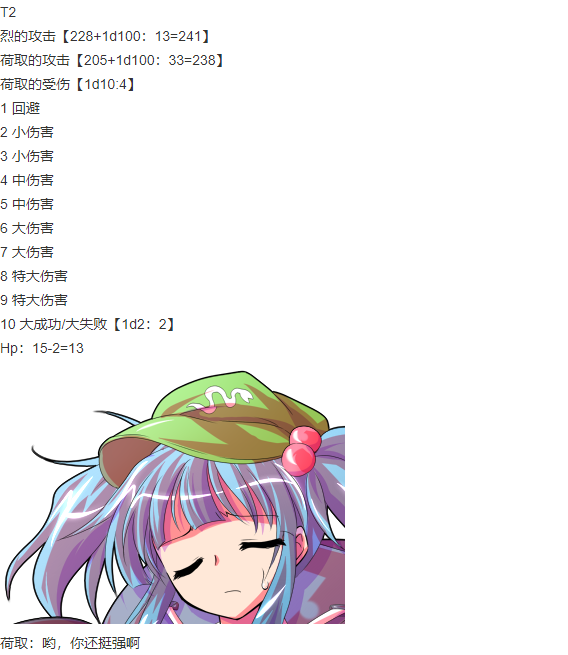 T2
烈的攻击【228+1d100：13=241】
荷取的攻击【205+1d100：33=238】
荷取的受伤【1d10:4】
1 回避
2 小伤害
3 小伤害
4 中伤害
5 中伤害
6 大伤害
7 大伤害
8 特大伤害
9 特大伤害
10 大成功/大失败【1d2：2】
Hp：15-2=13
荷取：哟，你还挺强啊